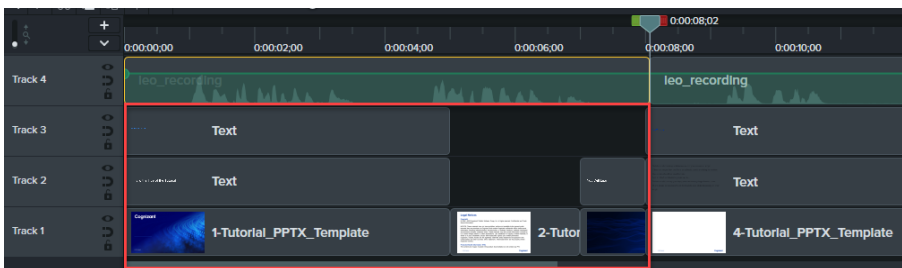 0:00:08;02
0:00:00;00 0:00:02;00 0:00:04;00 0:00:06;00 0:00:08;00 0:00:10;00
Track 4 leo_recording leo_recording
Track 3 Text Text
Track 2 Text Text
Track 1 Cognizant 1-Tutorial_PPTX_Template 2-Tutor 4-Tutorial_PPTX_Template